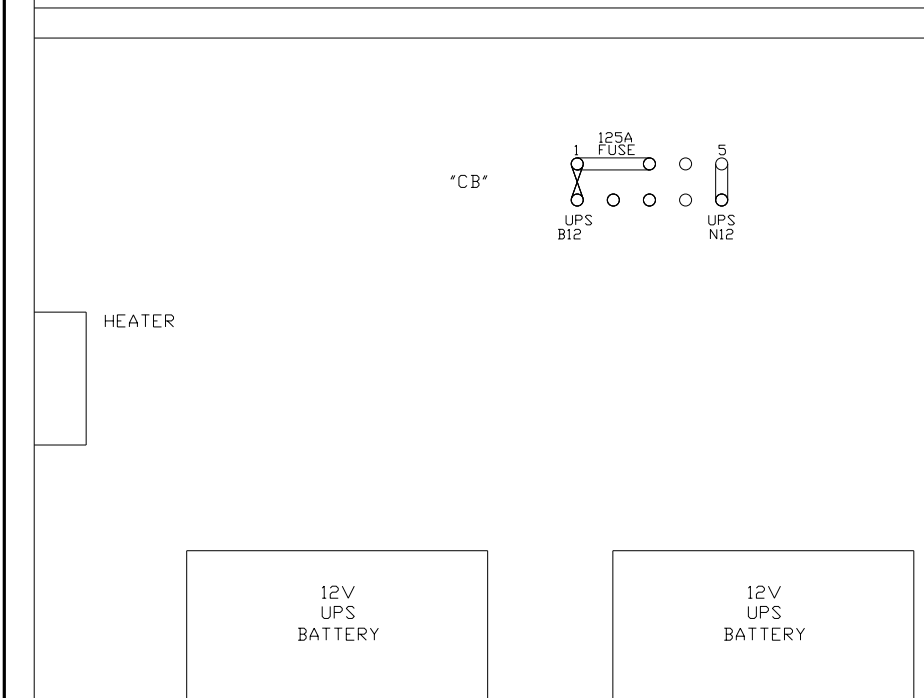 125A
1 FUSE 5
"CB"
UPS UPS
B12 N12
HEATER
12V 12V
UPS UPS
BATTERY BATTERY